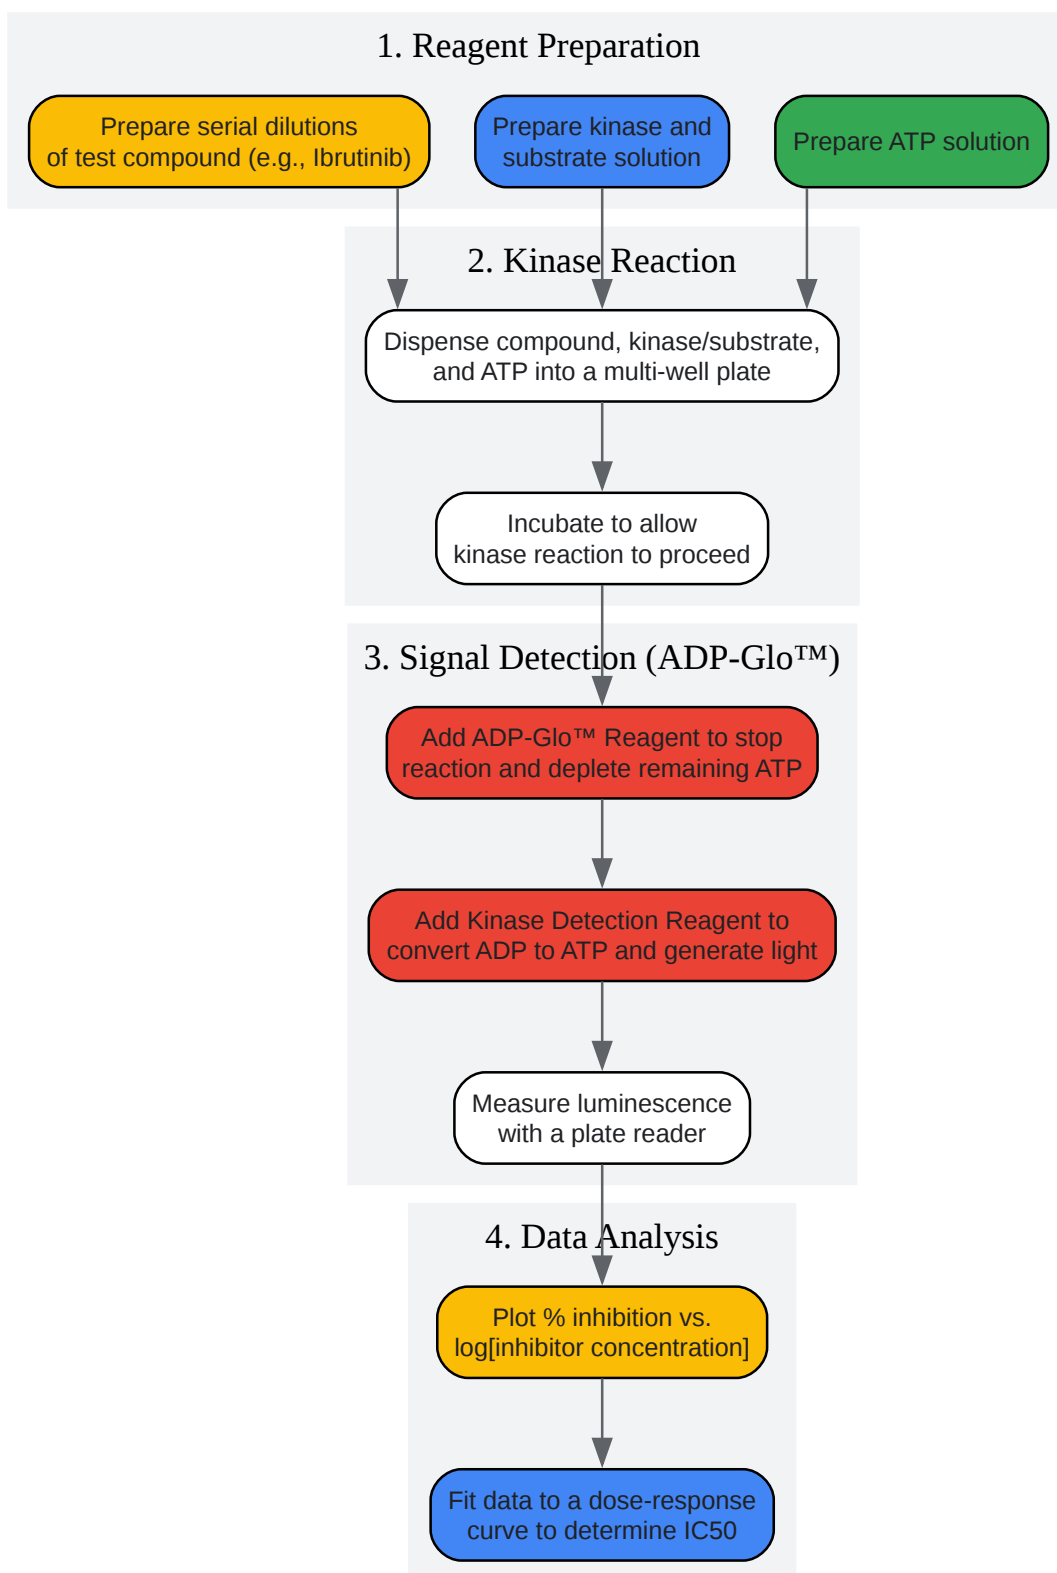 1. Reagent Preparation
Prepare serial dilutions
of test compound (e.g., Ibrutinib)
Prepare kinase and
substrate solution
Prepare ATP solution
2. Kinase Reaction
Dispense compound, kinase/substrate,
and ATP into a multi-well plate
Incubate to allow
kinase reaction to proceed
3. Signal Detection (ADP-Glo™)
Add ADP-Glo™ Reagent to stop
reaction and deplete remaining ATP
Add Kinase Detection Reagent to
convert ADP to ATP and generate light
Measure luminescence
with a plate reader
4. Data Analysis
Plot % inhibition vs.
log[inhibitor concentration]
Fit data to a dose-response
curve to determine IC50